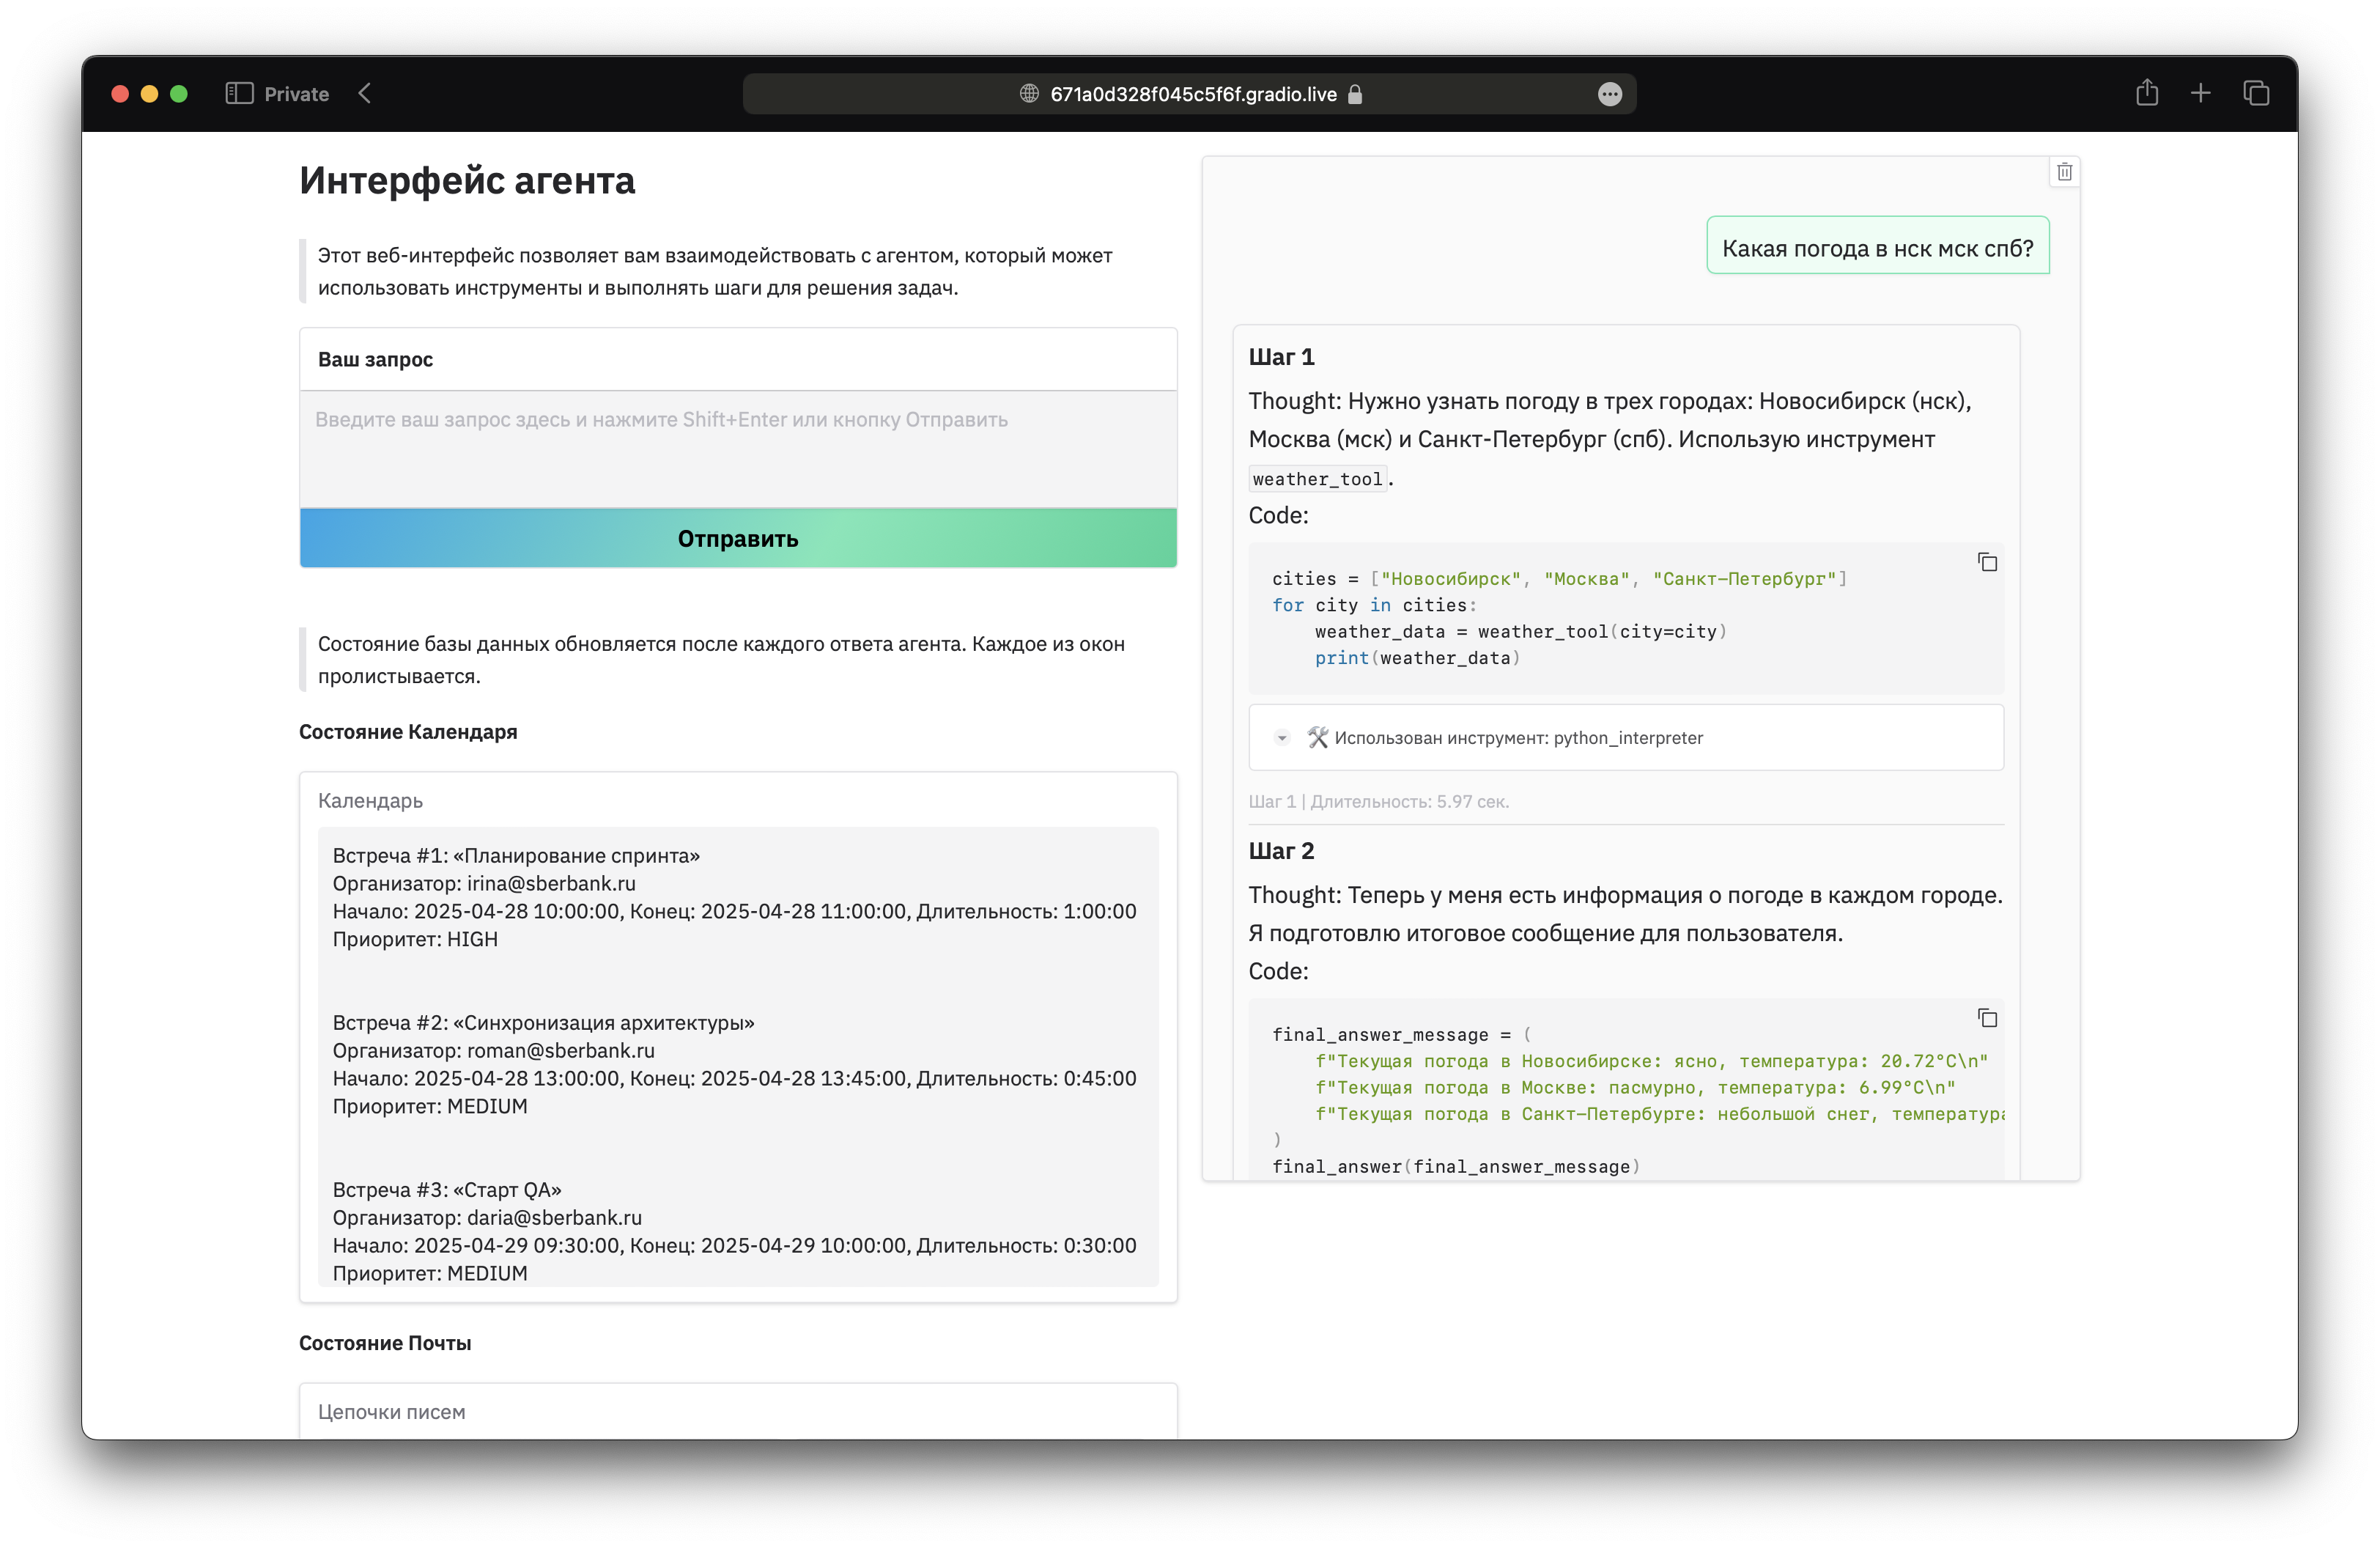 Private
671a0d328f045c5f6f.gradio.live
Интерфейс агента
Этот веб-интерфейс позволяет вам взаимодействовать с агентом, который может
использовать инструменты и выполнять шаги для решения задач.
Ваш запрос
Введите ваш запрос здесь и нажмите Shift+Enter или кнопку Отправить
Отправить
Состояние базы данных обновляется после каждого ответа агента. Каждое из окон
пролистывается.
Состояние Календаря
Календарь
Встреча #1: «Планирование спринта»
Организатор: irina@sberbank.ru
Начало: 2025-04-28 10:00:00, Конец: 2025-04-28 11:00:00, Длительность: 1:00:00
Приоритет: HIGH
Встреча #2: «Синхронизация архитектуры»
Организатор: roman@sberbank.ru
Начало: 2025-04-28 13:00:00, Конец: 2025-04-28 13:45:00, Длительность: 0:45:00
Приоритет: MEDIUM
Встреча #3: «Старт QA»
Организатор: daria@sberbank.ru
Начало: 2025-04-29 09:30:00, Конец: 2025-04-29 10:00:00, Длительность: 0:30:00
Приоритет: MEDIUM
Состояние Почты
Цепочки писем
Какая погода в нск мск спб?
Шаг 1
Thought: Нужно узнать погоду в трех городах: Новосибирск (нск),
Москва (мск) и Санкт-Петербург (спб). Использую инструмент
weather_tool.
Code:
cities = ["Новосибирск", "Москва", "Санкт-Петербург"]
for city in cities:
    weather_data = weather_tool(city=city)
    print(weather_data)
🛠️ Использован инструмент: python_interpreter
Шаг 1 | Длительность: 5.97 сек.
Шаг 2
Thought: Теперь у меня есть информация о погоде в каждом городе.
Я подготовлю итоговое сообщение для пользователя.
Code:
final_answer_message = (
    f"Текущая погода в Новосибирске: ясно, температура: 20.72°C\n"
    f"Текущая погода в Москве: пасмурно, температура: 6.99°C\n"
    f"Текущая погода в Санкт-Петербурге: небольшой снег, температура
)
final_answer(final_answer_message)